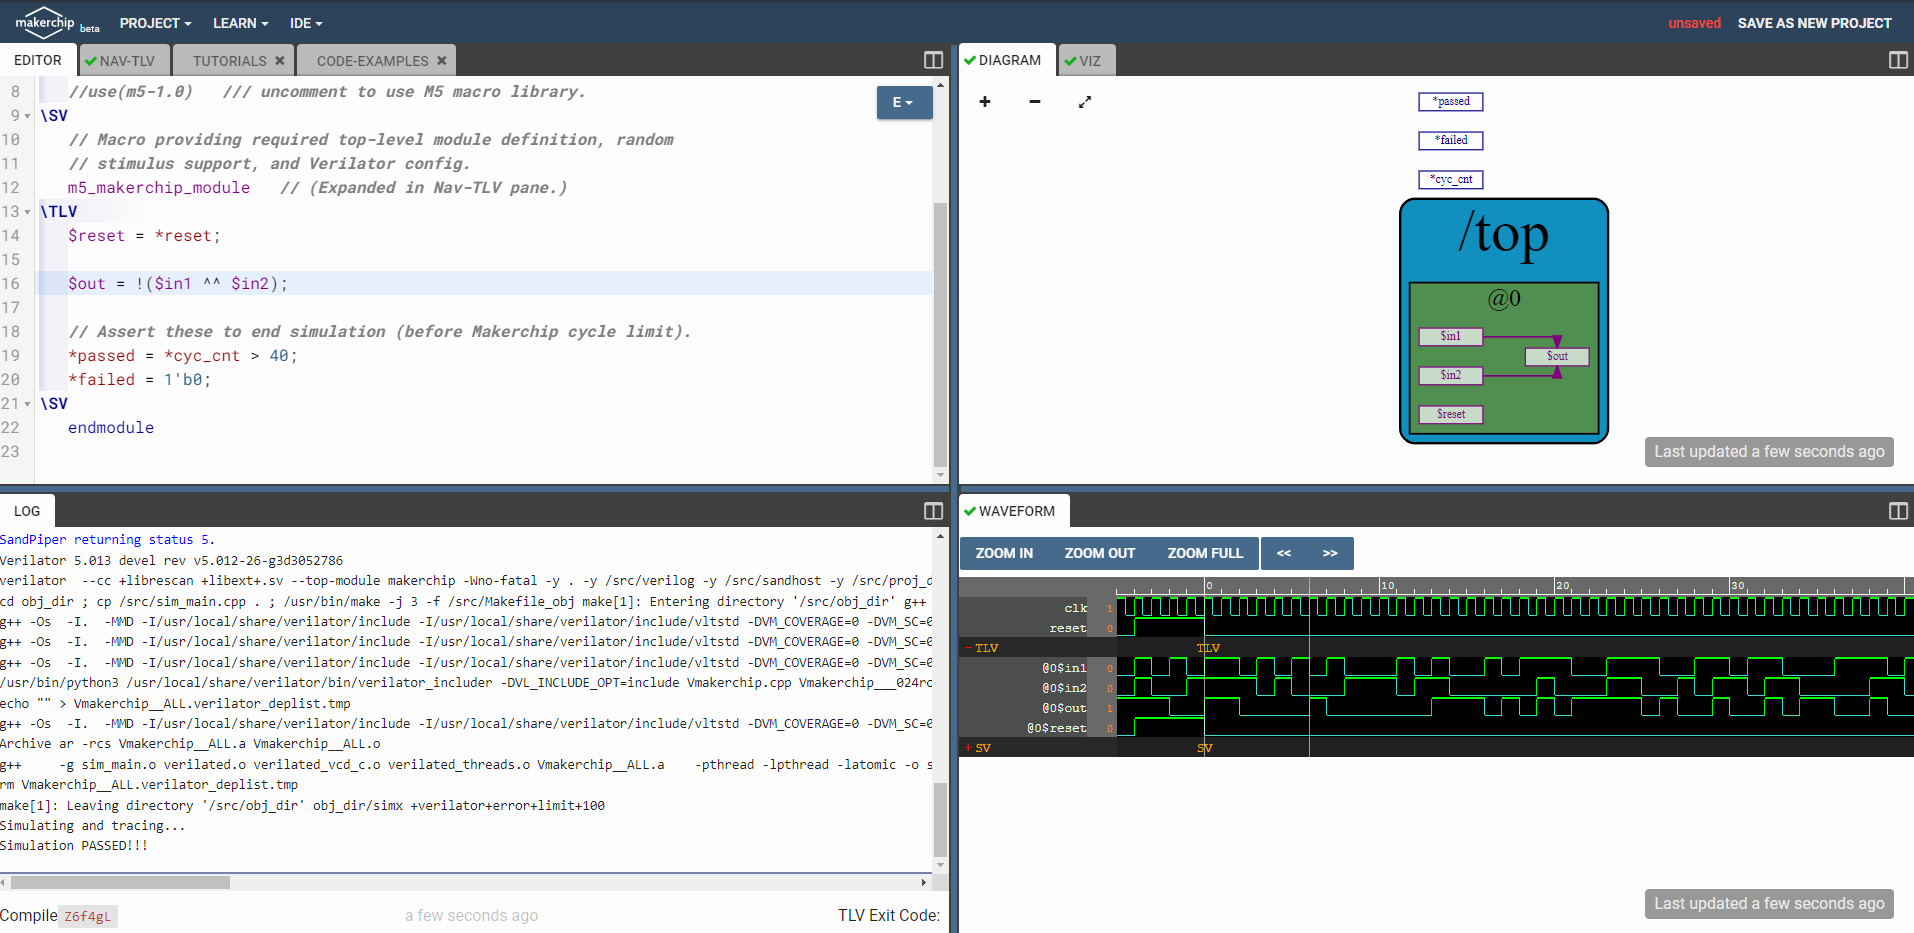 makerchip beta PROJECT LEARN IDE unsaved SAVE AS NEW PROJECT
EDITOR NAV-TLV TUTORIALS × CODE-EXAMPLES ×
8 //use(m5-1.0) /// uncomment to use M5 macro library.
E
9 \SV
10 // Macro providing required top-level module definition, random
11 // stimulus support, and Verilator config.
12 m5_makerchip_module // (Expanded in Nav-TLV pane.)
13 \TLV
14 $reset = *reset;
15
16 $out = !($in1 ^^ $in2);
17
18 // Assert these to end simulation (before Makerchip cycle limit).
19 *passed = *cyc_cnt > 40;
20 *failed = 1'b0;
21 \SV
22 endmodule
23
DIAGRAM VIZ
+ −
*passed
*failed
*cyc_cnt
/top
@0
$in1
$out
$in2
$reset
Last updated a few seconds ago
LOG
SandPiper returning status 5.
Verilator 5.013 devel rev v5.012-26-g3d3052786
verilator --cc +librescan +libext+.sv --top-module makerchip -Wno-fatal -y . -y /src/verilog -y /src/sandhost -y /src/proj_d
cd obj_dir ; cp /src/sim_main.cpp . ; /usr/bin/make -j 3 -f /src/Makefile_obj make[1]: Entering directory '/src/obj_dir' g++
g++ -Os -I. -MMD -I/usr/local/share/verilator/include -I/usr/local/share/verilator/include/vltstd -DVM_COVERAGE=0 -DVM_SC=0
g++ -Os -I. -MMD -I/usr/local/share/verilator/include -I/usr/local/share/verilator/include/vltstd -DVM_COVERAGE=0 -DVM_SC=0
g++ -Os -I. -MMD -I/usr/local/share/verilator/include -I/usr/local/share/verilator/include/vltstd -DVM_COVERAGE=0 -DVM_SC=0
/usr/bin/python3 /usr/local/share/verilator/bin/verilator_includer -DVL_INCLUDE_OPT=include Vmakerchip.cpp Vmakerchip___024ro
echo "" > Vmakerchip__ALL.verilator_deplist.tmp
g++ -Os -I. -MMD -I/usr/local/share/verilator/include -I/usr/local/share/verilator/include/vltstd -DVM_COVERAGE=0 -DVM_SC=0
Archive ar -rcs Vmakerchip__ALL.a Vmakerchip__ALL.o
g++ -g sim_main.o verilated.o verilated_vcd_c.o verilated_threads.o Vmakerchip__ALL.a -pthread -lpthread -latomic -o s
rm Vmakerchip__ALL.verilator_deplist.tmp
make[1]: Leaving directory '/src/obj_dir' obj_dir/simx +verilator+error+limit+100
Simulating and tracing...
Simulation PASSED!!!
Compile Z6f4gL a few seconds ago TLV Exit Code:
WAVEFORM
ZOOM IN ZOOM OUT ZOOM FULL << >>
0 10 20 30
clk 1
reset 0
- TLV TLV
@0$in1 0
@0$in2 0
@0$out 1
@0$reset 0
+ SV SV
Last updated a few seconds ago